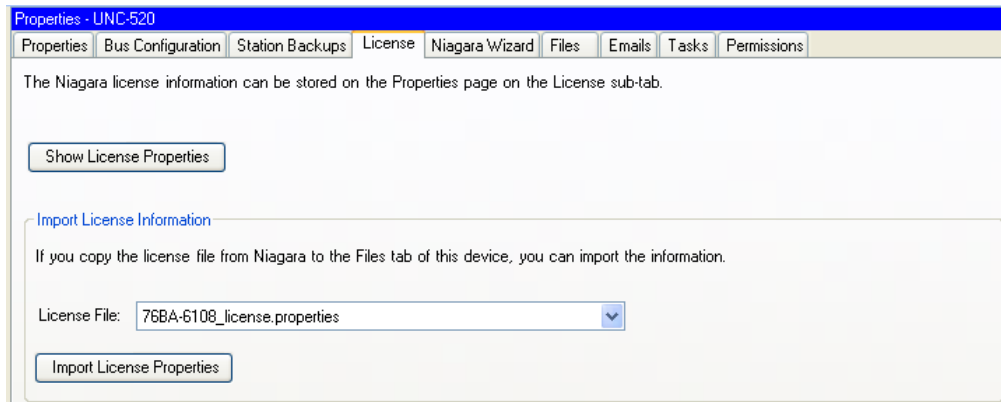 Properties - UNC-520
Properties Bus Configuration Station Backups License Niagara Wizard Files Emails Tasks Permissions
The Niagara license information can be stored on the Properties page on the License sub-tab.
Show License Properties
Import License Information
If you copy the license file from Niagara to the Files tab of this device, you can import the information.
License File: 76BA-6108_license.properties
Import License Properties